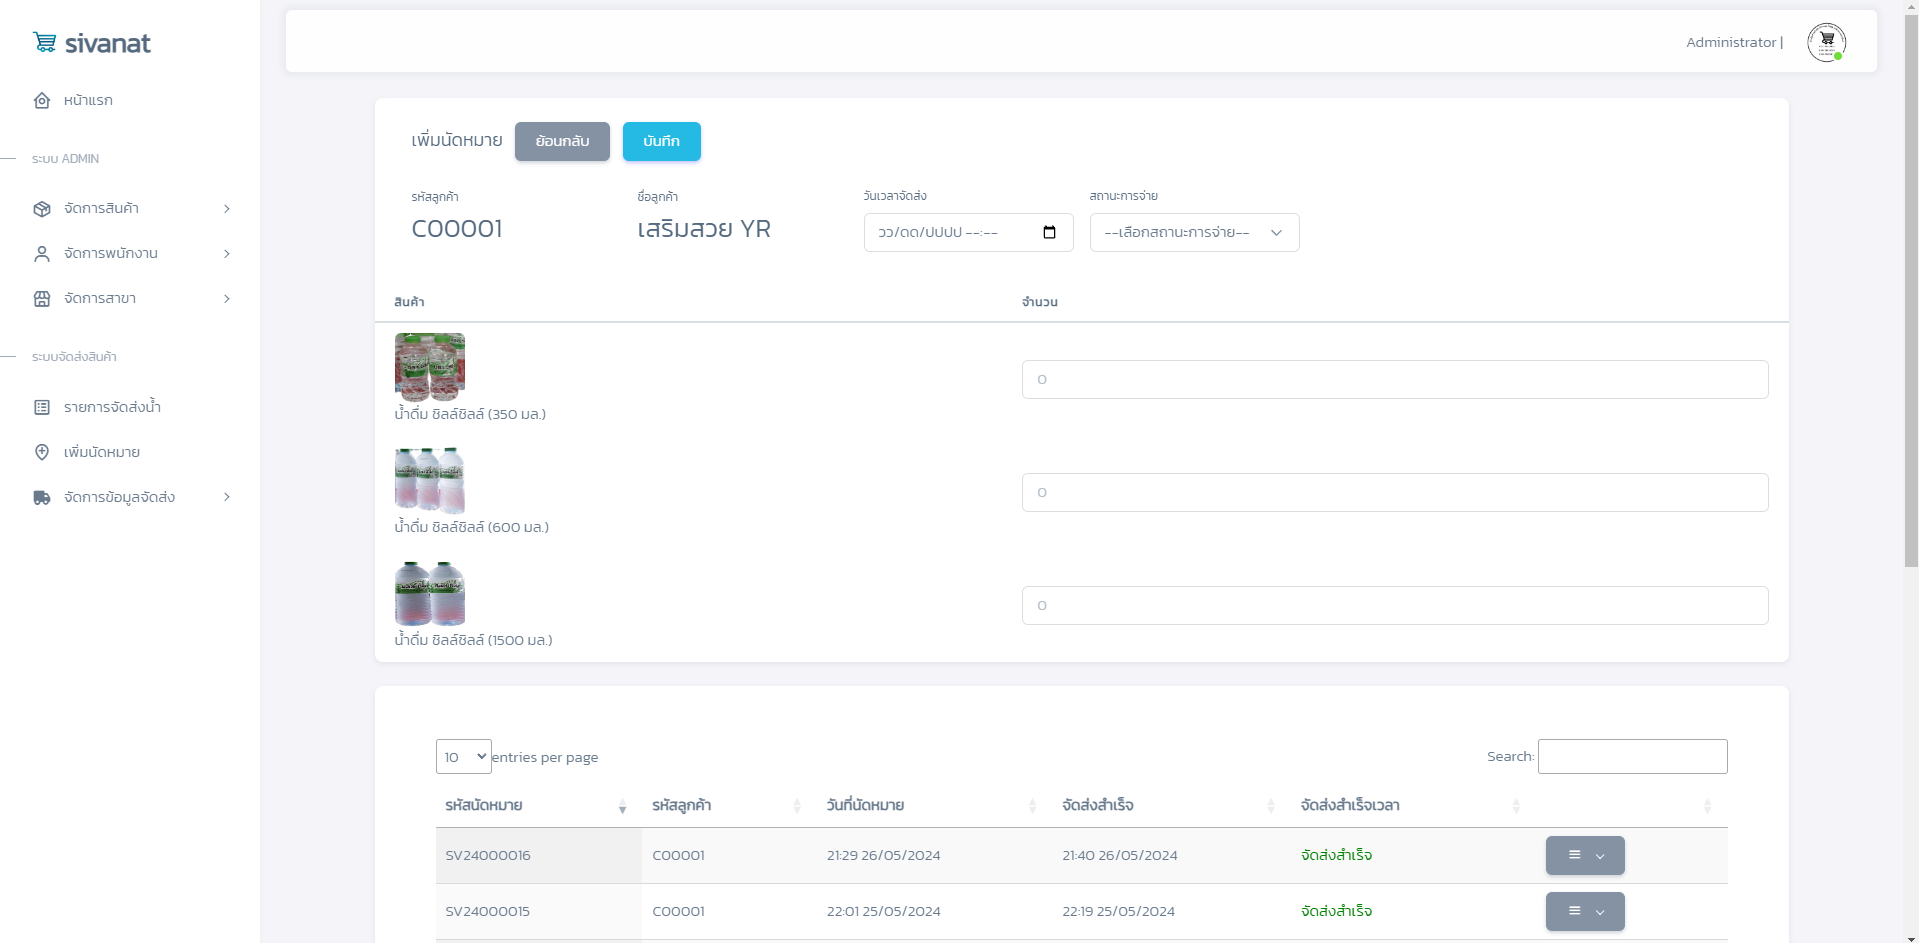 sivanat
Administrator |
หน้าแรก
ระบบ ADMIN
จัดการสินค้า
จัดการพนักงาน
จัดการสาขา
ระบบจัดส่งสินค้า
รายการจัดส่งน้ำ
เพิ่มนัดหมาย
จัดการข้อมูลจัดส่ง
เพิ่มนัดหมาย ย้อนกลับ บันทึก
รหัสลูกค้า ชื่อลูกค้า วันเวลาจัดส่ง สถานะการจ่าย
C00001 เสริมสวย YR วว/ดด/ปปปป --:-- --เลือกสถานะการจ่าย--
สินค้า จำนวน
0
น้ำดื่ม ชิลล์ชิลล์ (350 มล.)
0
น้ำดื่ม ชิลล์ชิลล์ (600 มล.)
0
น้ำดื่ม ชิลล์ชิลล์ (1500 มล.)
10 entries per page Search:
รหัสนัดหมาย รหัสลูกค้า วันที่นัดหมาย จัดส่งสำเร็จ จัดส่งสำเร็จเวลา
SV24000016 C00001 21:29 26/05/2024 21:40 26/05/2024 จัดส่งสำเร็จ
SV24000015 C00001 22:01 25/05/2024 22:19 25/05/2024 จัดส่งสำเร็จ